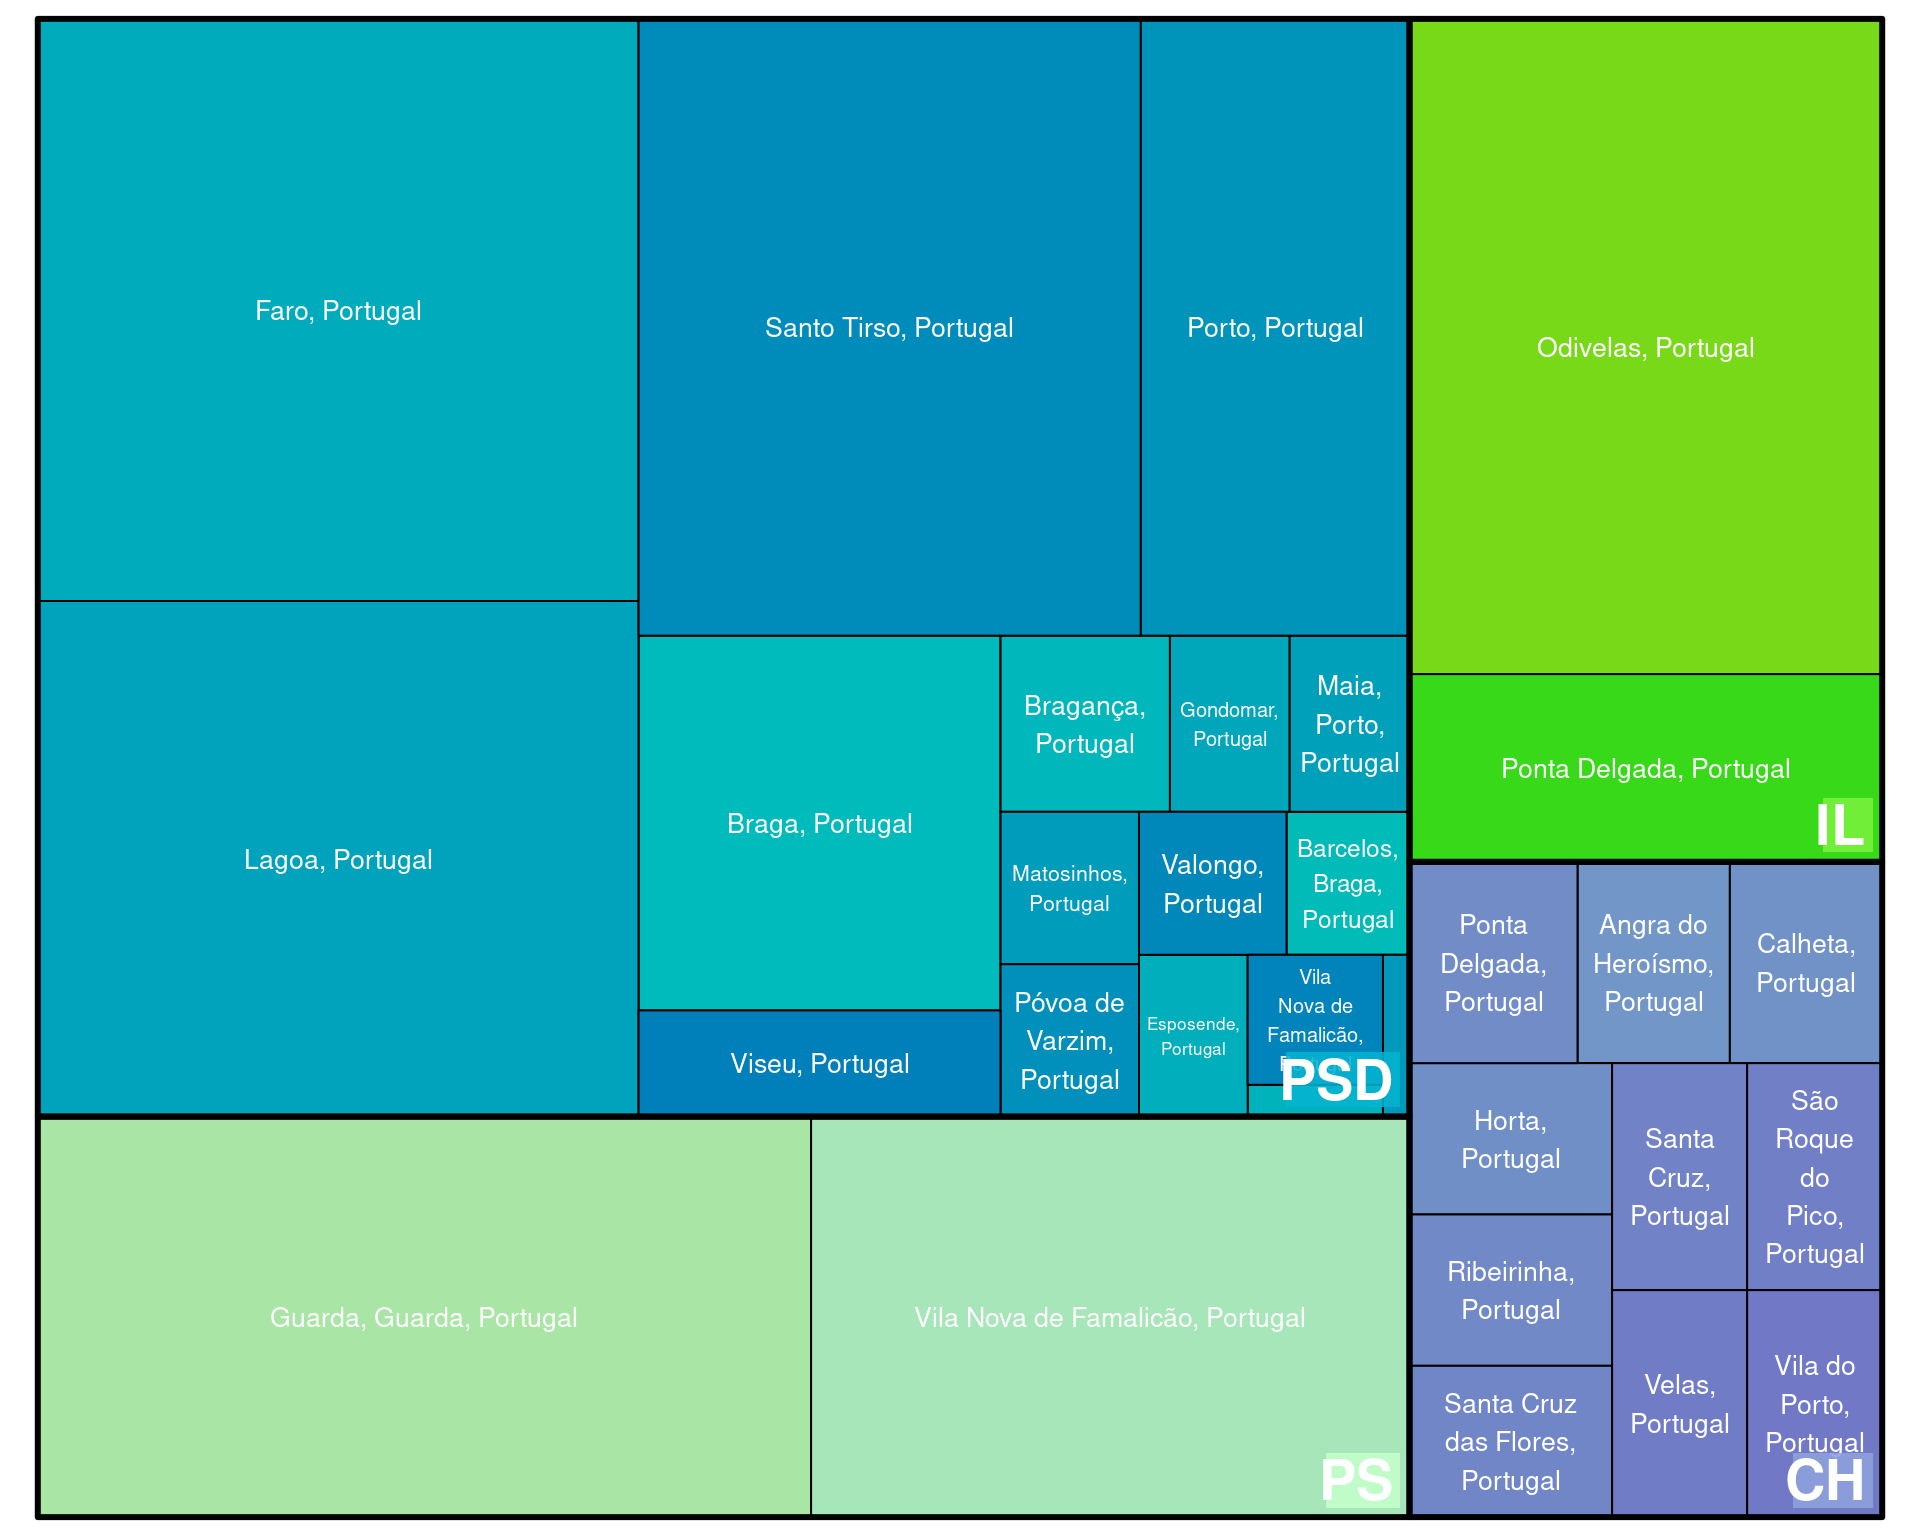 Faro, Portugal
Santo Tirso, Portugal
Porto, Portugal
Odivelas, Portugal
Lagoa, Portugal
Braga, Portugal
Bragança,
Portugal
Gondomar,
Portugal
Maia,
Porto,
Portugal
Matosinhos,
Portugal
Valongo,
Portugal
Barcelos,
Braga,
Portugal
Viseu, Portugal
Póvoa de
Varzim,
Portugal
Esposende,
Portugal
Vila
Nova de
Famalicão,
PSD
Ponta Delgada, Portugal
IL
Guarda, Guarda, Portugal
Vila Nova de Famalicão, Portugal
PS
Ponta
Delgada,
Portugal
Angra do
Heroísmo,
Portugal
Calheta,
Portugal
Horta,
Portugal
Santa
Cruz,
Portugal
São
Roque
do
Pico,
Portugal
Ribeirinha,
Portugal
Santa Cruz
das Flores,
Portugal
Velas,
Portugal
Vila do
Porto,
Portugal
CH